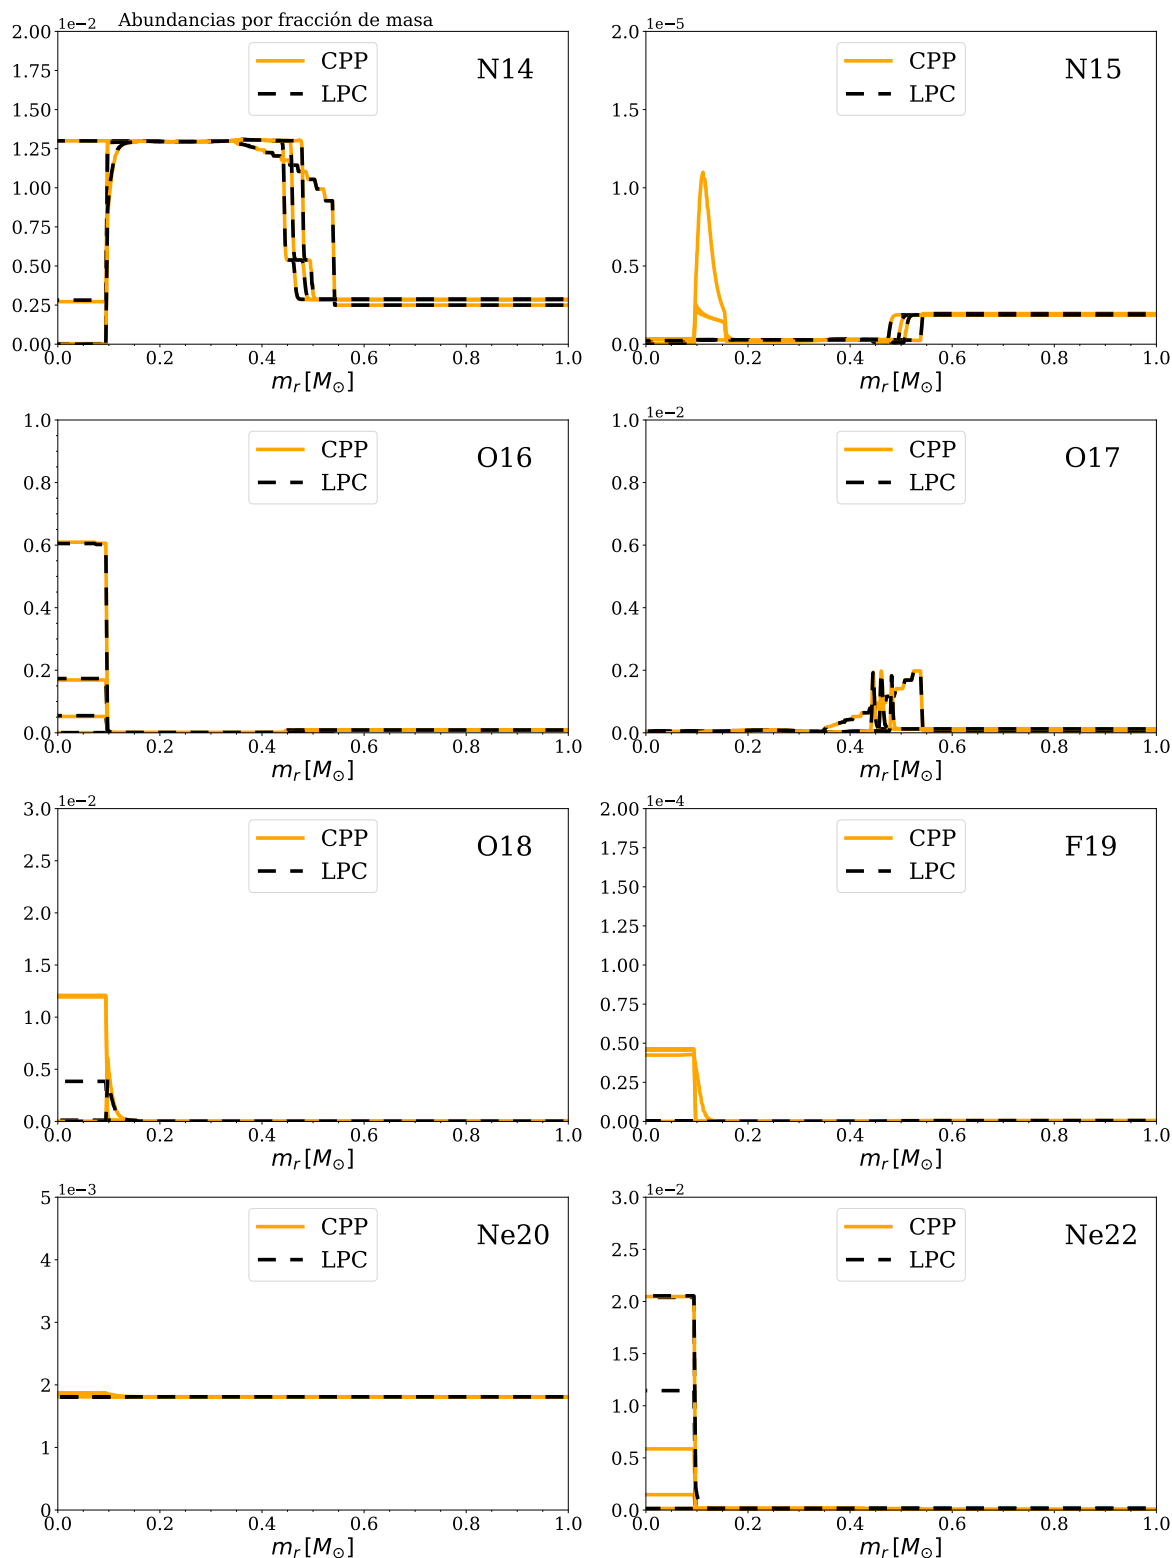 1e−2 Abundancias por fracción de masa
2.00
1.75
1.50
1.25
1.00
0.75
0.50
0.25
0.00
0.0 0.2 0.4 0.6 0.8 1.0
m_r [M_⊙]
CPP
LPC
N14
1e−5
2.0
1.5
1.0
0.5
0.0
0.0 0.2 0.4 0.6 0.8 1.0
m_r [M_⊙]
CPP
LPC
N15
1.0
0.8
0.6
0.4
0.2
0.0
0.0 0.2 0.4 0.6 0.8 1.0
m_r [M_⊙]
CPP
LPC
O16
1e−2
1.0
0.8
0.6
0.4
0.2
0.0
0.0 0.2 0.4 0.6 0.8 1.0
m_r [M_⊙]
CPP
LPC
O17
1e−2
3.0
2.5
2.0
1.5
1.0
0.5
0.0
0.0 0.2 0.4 0.6 0.8 1.0
m_r [M_⊙]
CPP
LPC
O18
1e−4
2.00
1.75
1.50
1.25
1.00
0.75
0.50
0.25
0.00
0.0 0.2 0.4 0.6 0.8 1.0
m_r [M_⊙]
CPP
LPC
F19
1e−3
5
4
3
2
1
0
0.0 0.2 0.4 0.6 0.8 1.0
m_r [M_⊙]
CPP
LPC
Ne20
1e−2
3.0
2.5
2.0
1.5
1.0
0.5
0.0
0.0 0.2 0.4 0.6 0.8 1.0
m_r [M_⊙]
CPP
LPC
Ne22